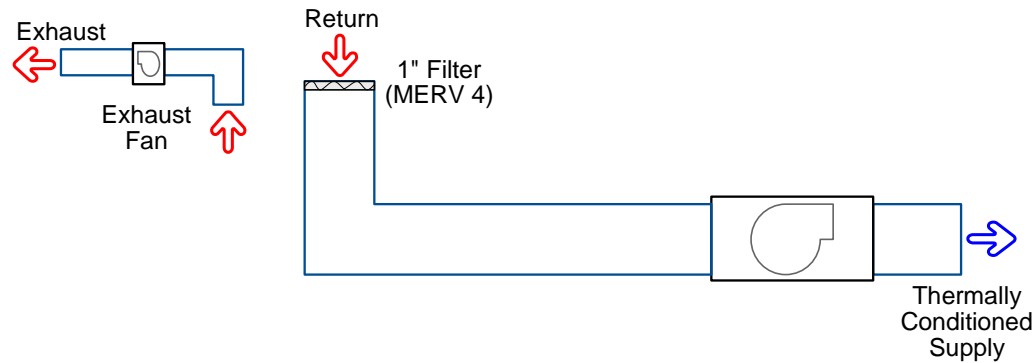 Exhaust
Exhaust
Fan
Return
1" Filter
(MERV 4)
Thermally
Conditioned
Supply